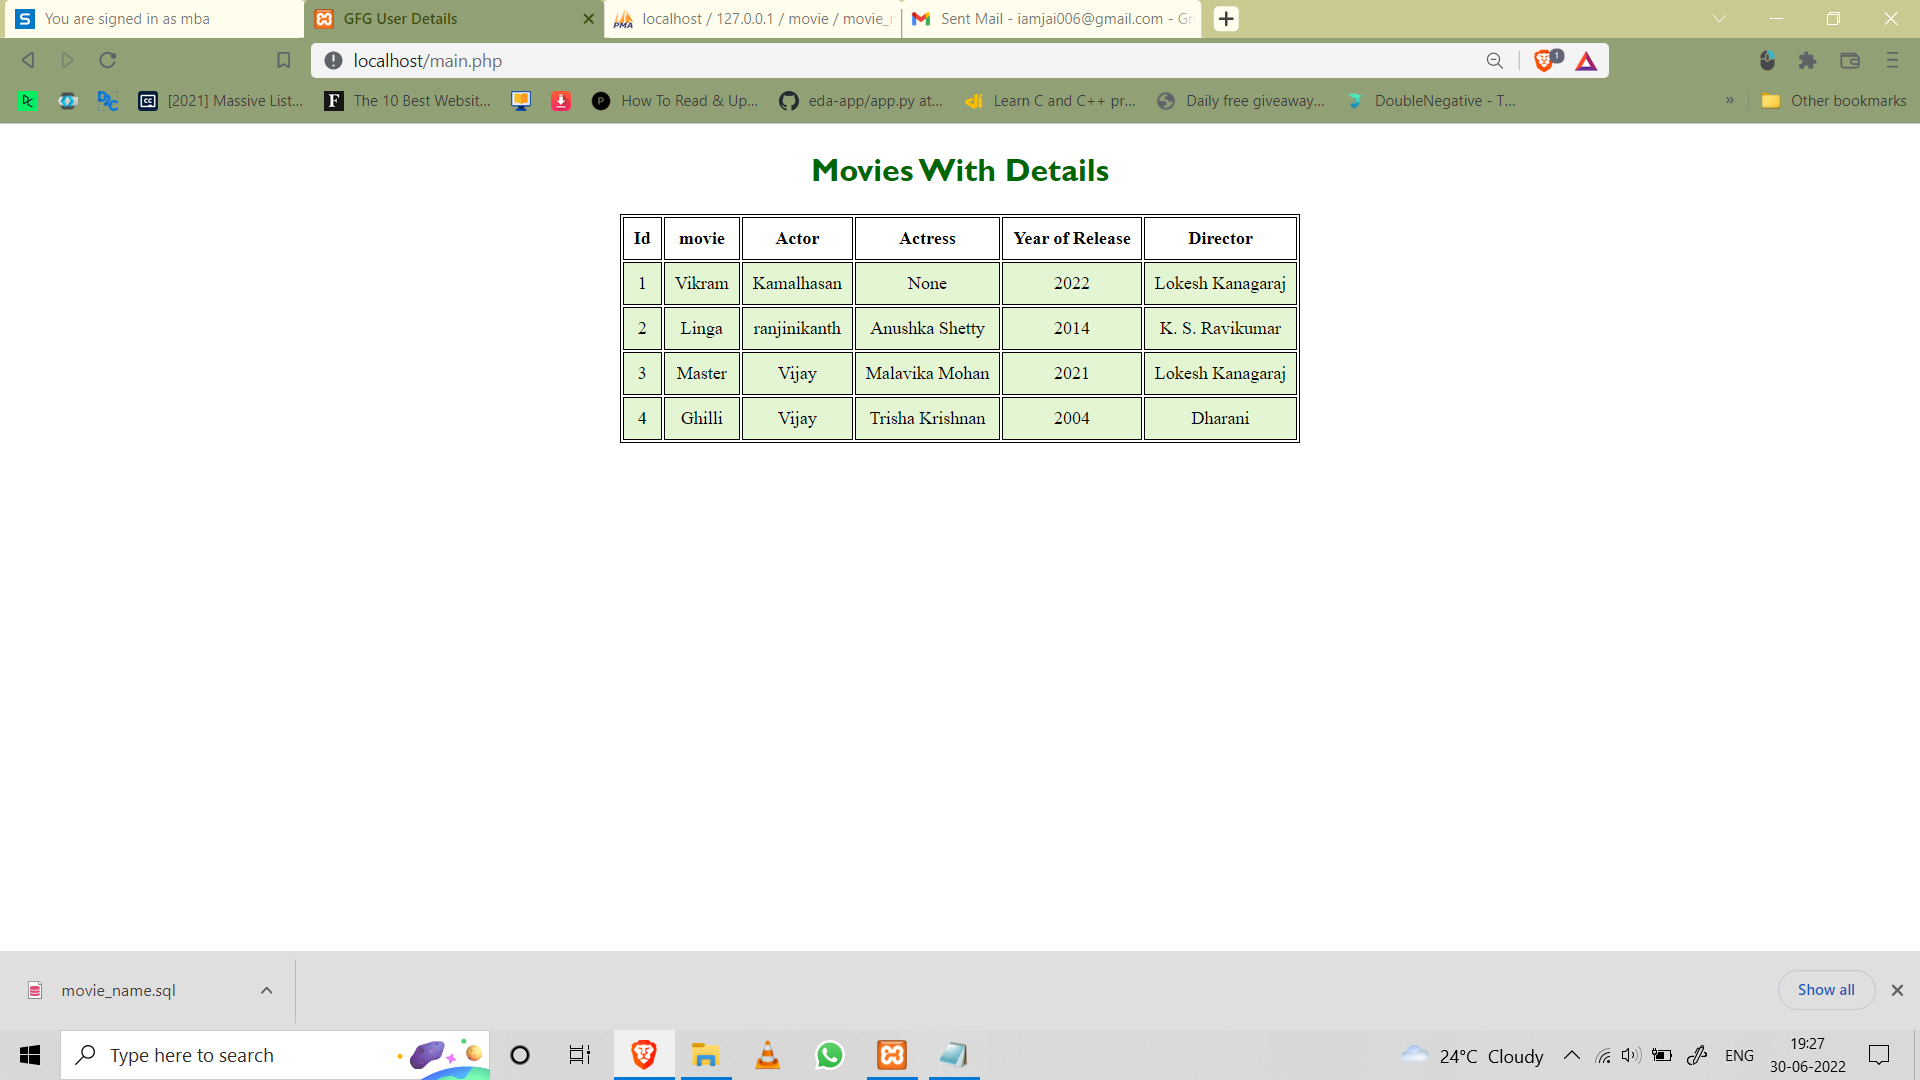 You are signed in as mba
GFG User Details
localhost / 127.0.0.1 / movie / movie_n
Sent Mail - iamjai006@gmail.com - Gm
localhost/main.php
1
[2021] Massive List...
The 10 Best Websit...
How To Read & Up...
eda-app/app.py at...
Learn C and C++ pr...
Daily free giveaway...
DoubleNegative - T...
»
Other bookmarks
Movies With Details
Id movie Actor Actress Year of Release Director
1 Vikram Kamalhasan None 2022 Lokesh Kanagaraj
2 Linga ranjinikanth Anushka Shetty 2014 K. S. Ravikumar
3 Master Vijay Malavika Mohan 2021 Lokesh Kanagaraj
4 Ghilli Vijay Trisha Krishnan 2004 Dharani
movie_name.sql
Show all
Type here to search
24°C Cloudy
ENG
19:27
30-06-2022